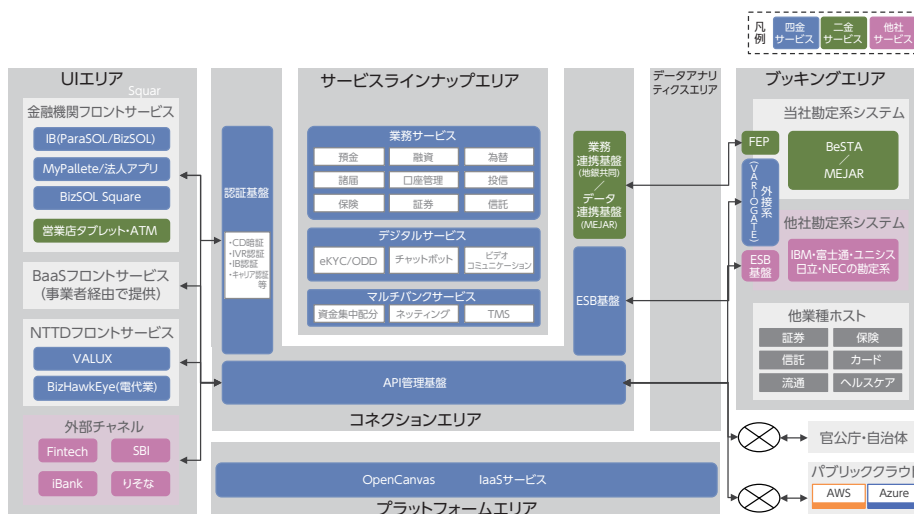 凡例
四金
サービス
二金
サービス
他社
サービス
UIエリア
Squar
金融機関フロントサービス
IB(ParaSOL/BizSOL)
MyPallete/法人アプリ
BizSOL Square
営業店タブレット・ATM
BaaSフロントサービス
(事業者経由で提供)
NTTDフロントサービス
VALUX
BizHawkEye(電代業)
外部チャネル
Fintech
SBI
iBank
りそな
認証基盤
・CD暗証
・IVR認証
・IB認証
・キャリア認証
等
サービスラインナップエリア
業務サービス
預金
融資
為替
諸届
口座管理
投信
保険
証券
信託
デジタルサービス
eKYC/ODD
チャットボット
ビデオ
コミュニケーション
マルチバンクサービス
資金集中配分
ネッティング
TMS
業務
連携基盤
(地銀共同)
／
データ
連携基盤
(MEJAR)
ESB基盤
API管理基盤
コネクションエリア
OpenCanvas IaaSサービス
プラットフォームエリア
データアナリ
ティクスエリア
ブッキングエリア
当社勘定系システム
FEP
BeSTA
／
MEJAR
外接系
(VARIOGATE)
他社勘定系システム
ESB
基盤
IBM・富士通・ユニシス
日立・NECの勘定系
他業種ホスト
証券
保険
信託
カード
流通
ヘルスケア
官公庁・自治体
パブリッククラウド
AWS
Azure